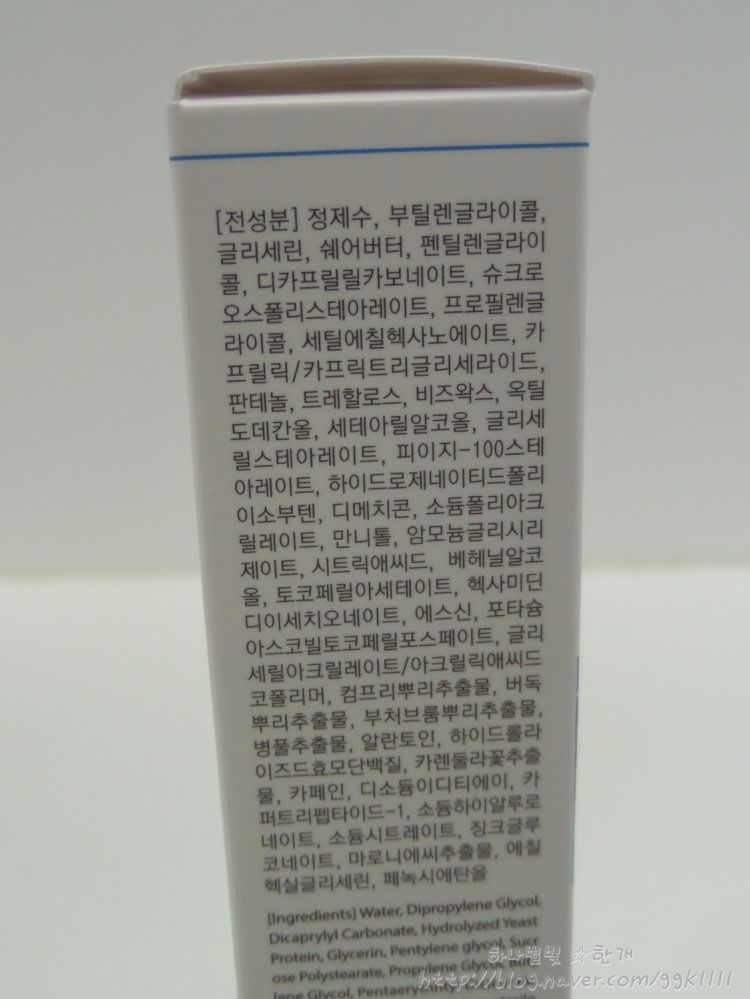 [전성분] 정제수, 부틸렌글라이콜,
글리세린, 쉐어버터, 펜틸렌글라이
콜, 디카프릴릴카보네이트, 슈크로
오스폴리스테아레이트, 프로필렌글
라이콜, 세틸에칠헥사노에이트, 카
프릴릭/카프릭트리글리세라이드,
판테놀, 트레할로스, 비즈왁스, 옥틸
도데칸올, 세테아릴알코올, 글리세
릴스테아레이트, 피이지-100스테
아레이트, 하이드로제네이티드폴리
이소부텐, 디메치콘, 소듐폴리아크
릴레이트, 만니톨, 암모늄글리시리
제이트, 시트릭애씨드, 베헤닐알코
올, 토코페릴아세테이트, 헥사미딘
디이세치오네이트, 에스신, 포타슘
아스코빌토코페릴포스페이트, 글리
세릴아크릴레이트/아크릴릭애씨드
코폴리머, 컴프리뿌리추출물, 버독
뿌리추출물, 부처브룸뿌리추출물,
병풀추출물, 알란토인, 하이드롤라
이즈드효모단백질, 카렌둘라꽃추출
물, 카페인, 디소듐이디티에이, 카
퍼트리펩타이드-1, 소듐하이알루로
네이트, 소듐시트레이트, 징크글루
코네이트, 마로니에씨추출물, 에칠
헥실글리세린, 페녹시에탄올
[Ingredients] Water, Dipropylene Glycol,
Dicaprylyl Carbonate, Hydrolyzed Yeast
Protein, Glycerin, Pentylene glycol, Sucr
ose Polystearate, Propylene Glycol, Buty
lene Glycol,
하나별빛 ☆한개
http://blog.naver.com/99k1111